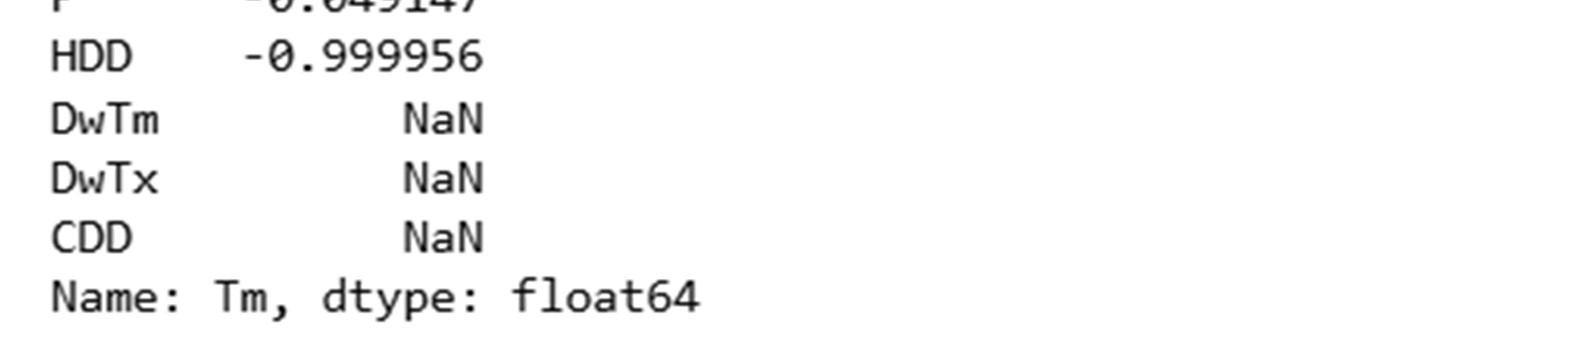 HDD    -0.999956
DwTm         NaN
DwTx         NaN
CDD          NaN
Name: Tm, dtype: float64